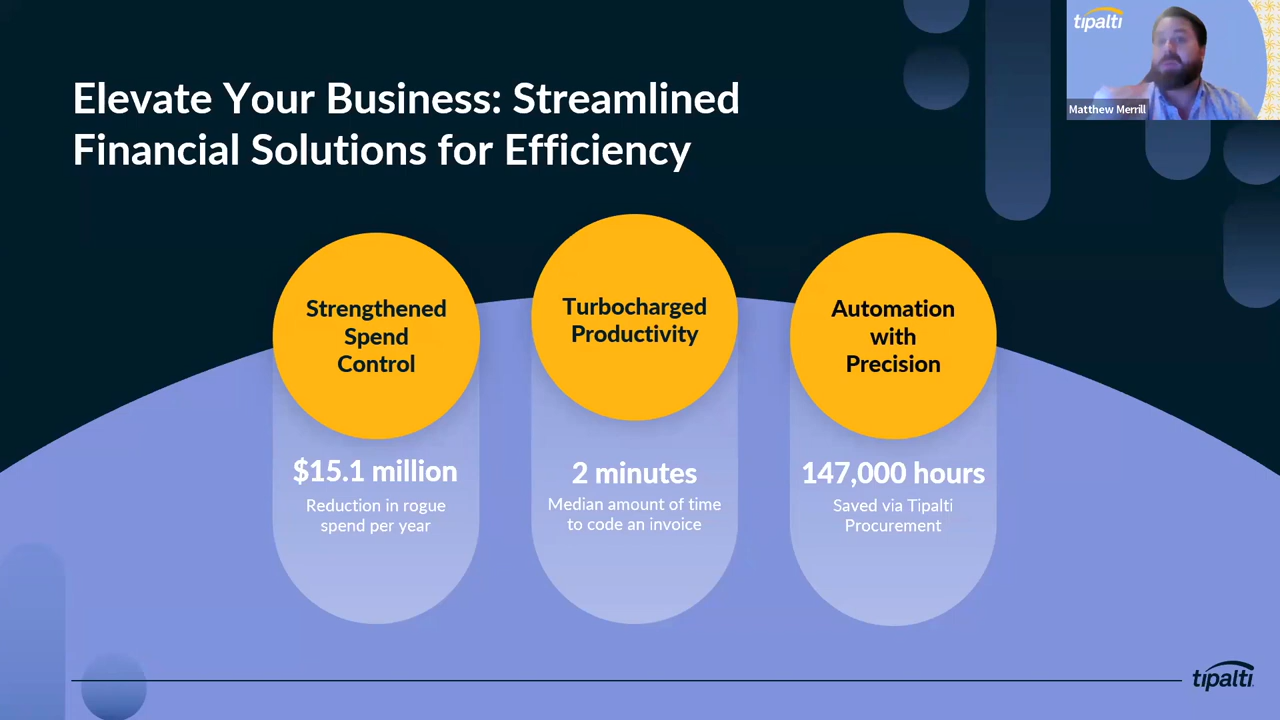 Elevate Your Business: Streamlined
Financial Solutions for Efficiency
tipalti
Matthew Merrill
Strengthened
Spend
Control
$15.1 million
Reduction in rogue
spend per year
Turbocharged
Productivity
2 minutes
Median amount of time
to code an invoice
Automation
with
Precision
147,000 hours
Saved via Tipalti
Procurement
tipalti